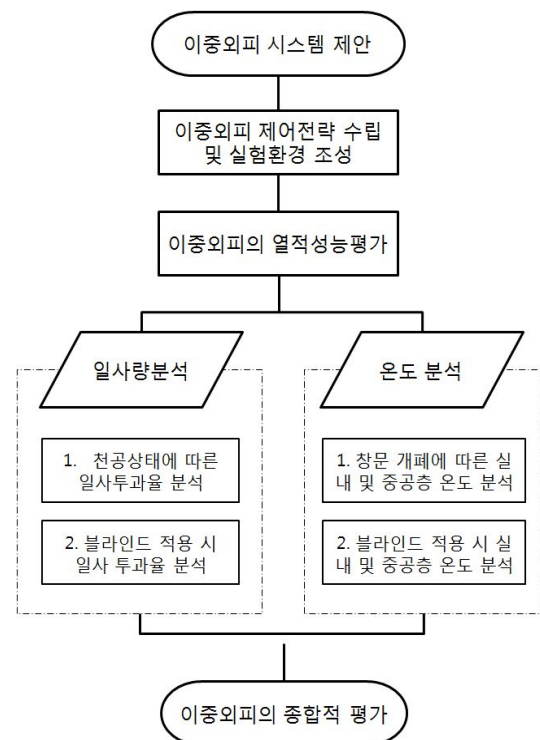 이중외피 시스템 제안
이중외피 제어전략 수립
및 실험환경 조성
이중외피의 열적성능평가
일사량분석
1. 천공상태에 따른
일사투과율 분석
2. 블라인드 적용 시
일사 투과율 분석
온도 분석
1. 창문 개폐에 따른 실
내 및 중공층 온도 분석
2. 블라인드 적용 시 실
내 및 중공층 온도 분석
이중외피의 종합적 평가